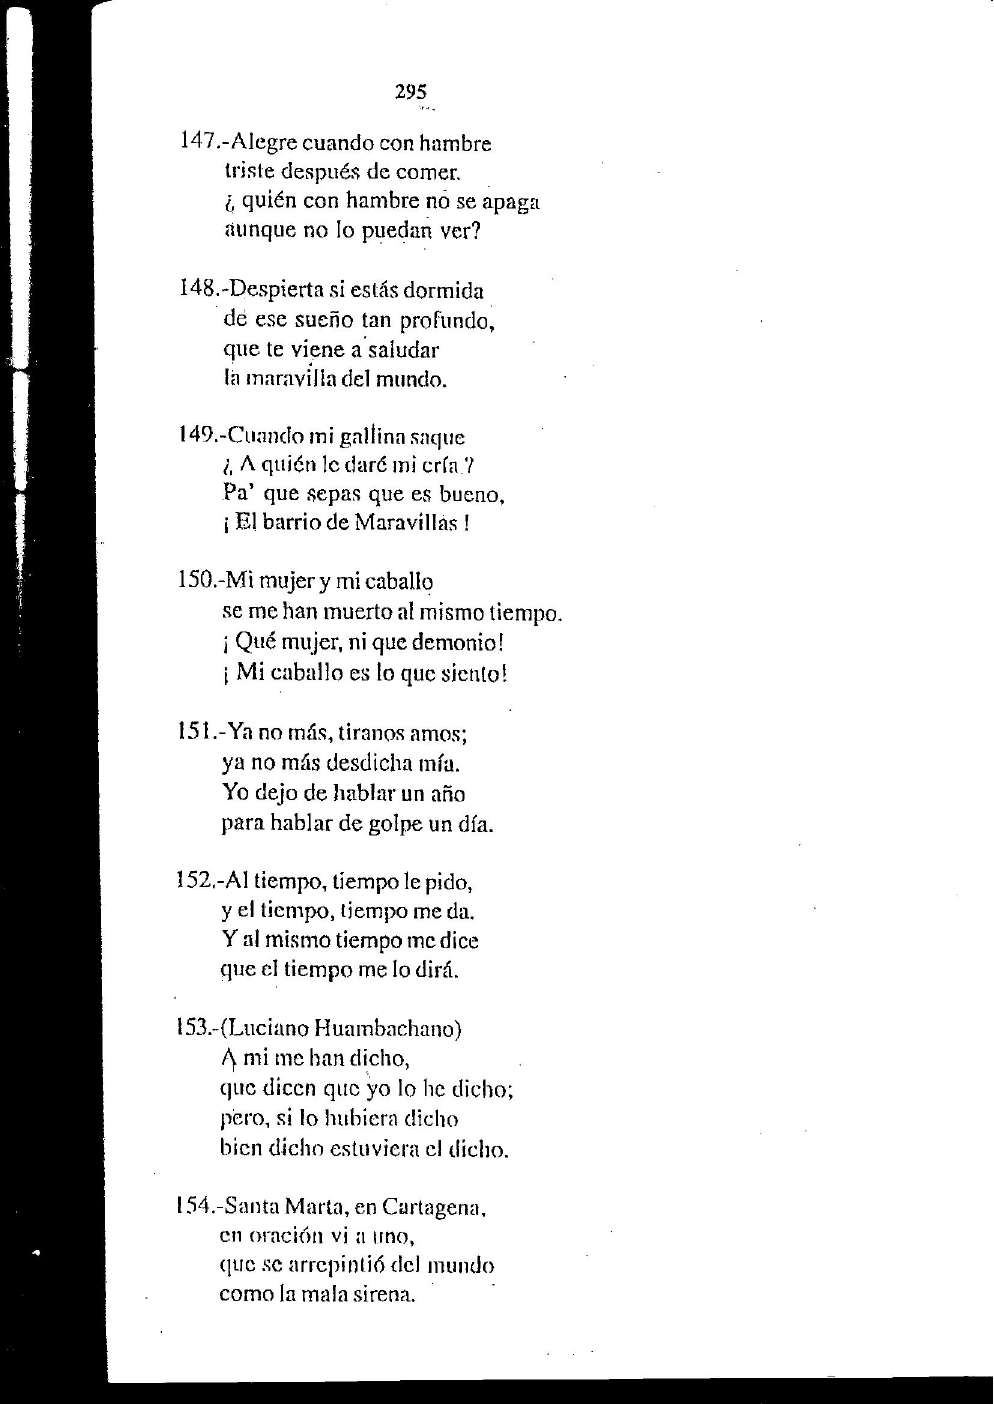 295
147.-Alegre cuando con hambre
triste después de comer.
¿ quién con hambre no se apaga
aunque no lo puedan ver?
148.-Despierta si estás dormida
de ese sueño tan profundo,
que te viene a saludar
la maravilla del mundo.
149.-Cuando mi gallina saque
¿ A quién le daré mi cría ?
Pa' que sepas que es bueno,
¡ El barrio de Maravillas !
150.-Mi mujer y mi caballo
se me han muerto al mismo tiempo.
¡ Qué mujer, ni que demonio!
¡ Mi caballo es lo que siento!
151.-Ya no más, tiranos amos;
ya no más desdicha mía.
Yo dejo de hablar un año
para hablar de golpe un día.
152.-Al tiempo, tiempo le pido,
y el tiempo, tiempo me da.
Y al mismo tiempo me dice
que el tiempo me lo dirá.
153.-(Luciano Huambachano)
A mi me han dicho,
que dicen que yo lo he dicho;
pero, si lo hubiera dicho
bien dicho estuviera el dicho.
154.-Santa Marta, en Cartagena,
en oración vi a uno,
que se arrepintió del mundo
como la mala sirena.